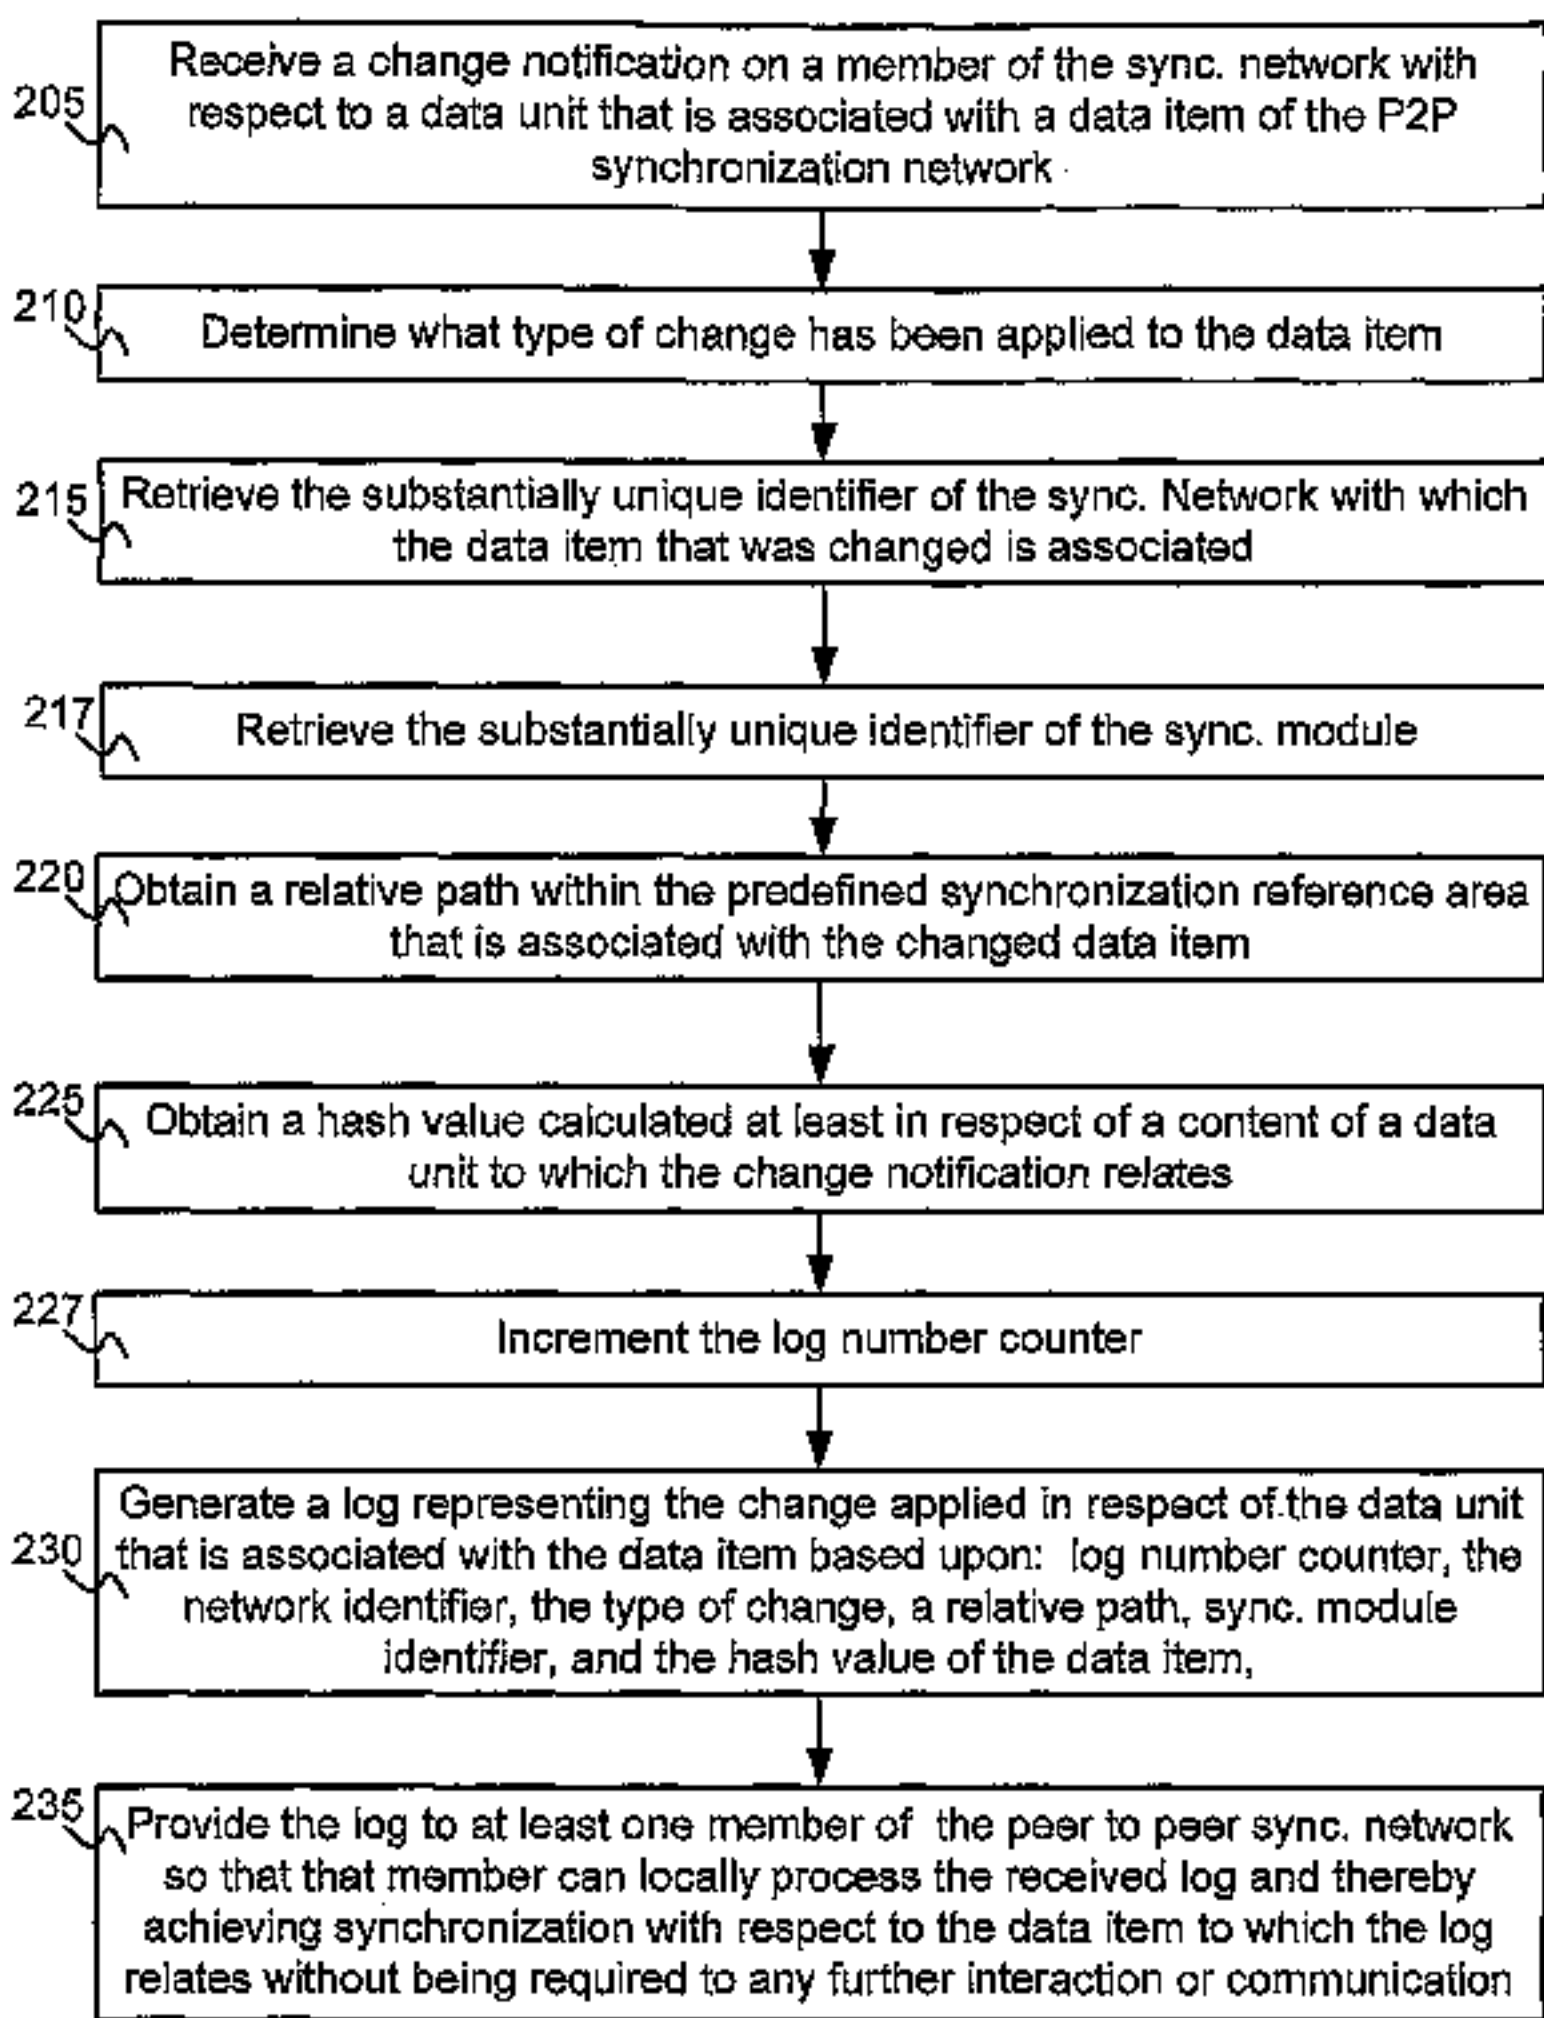 205
Receive a change notification on a member of the sync. network with
respect to a data unit that is associated with a data item of the P2P
synchronization network
210
Determine what type of change has been applied to the data item
215
Retrieve the substantially unique identifier of the sync. Network with which
the data item that was changed is associated
217
Retrieve the substantially unique identifier of the sync. module
220
Obtain a relative path within the predefined synchronization reference area
that is associated with the changed data item
225
Obtain a hash value calculated at least in respect of a content of a data
unit to which the change notification relates
227
Increment the log number counter
230
Generate a log representing the change applied in respect of the data unit
that is associated with the data item based upon: log number counter, the
network identifier, the type of change, a relative path, sync. module
identifier, and the hash value of the data item,
235
Provide the log to at least one member of the peer to peer sync. network
so that that member can locally process the received log and thereby
achieving synchronization with respect to the data item to which the log
relates without being required to any further interaction or communication